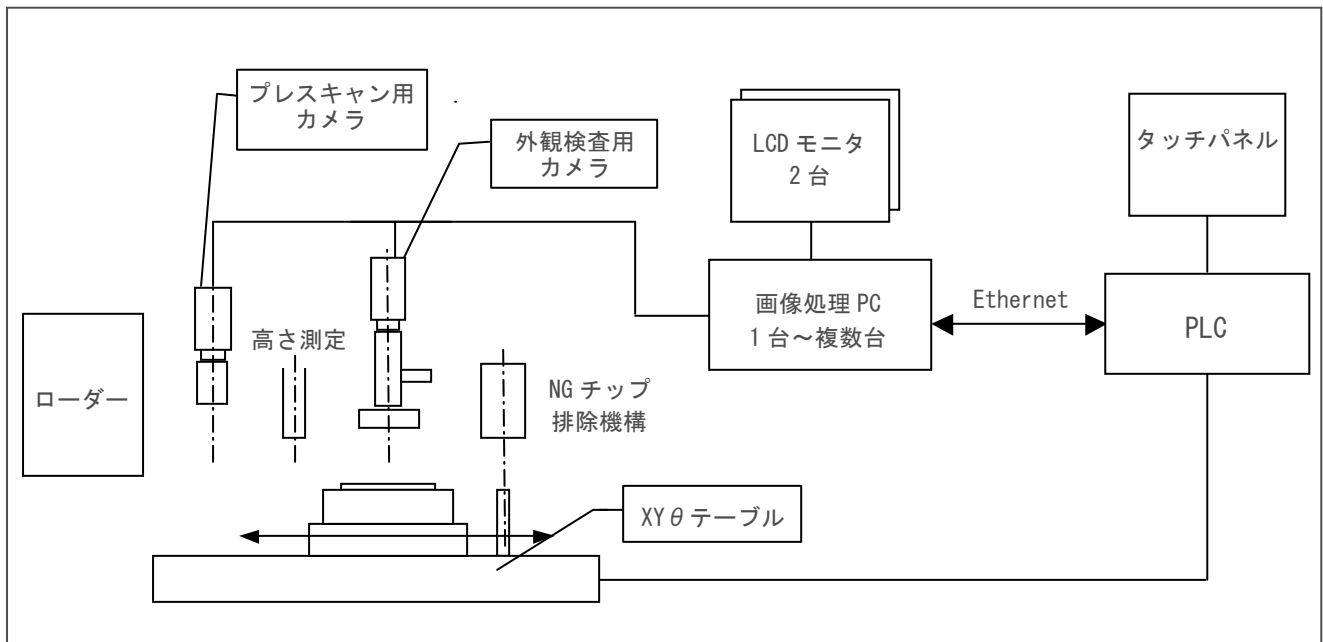 プレスキャン用
カメラ
外観検査用
カメラ
LCD モニタ
2 台
タッチパネル
画像処理 PC
1 台～複数台
Ethernet
PLC
ローダー
高さ測定
NG チップ
排除機構
XYθテーブル